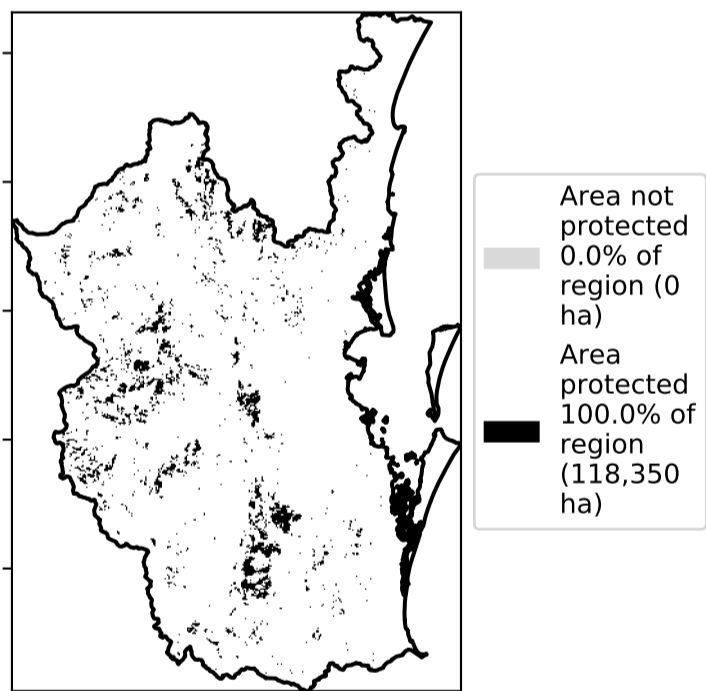 Area not
protected
0.0% of
region (0
ha)
Area
protected
100.0% of
region
(118,350
ha)